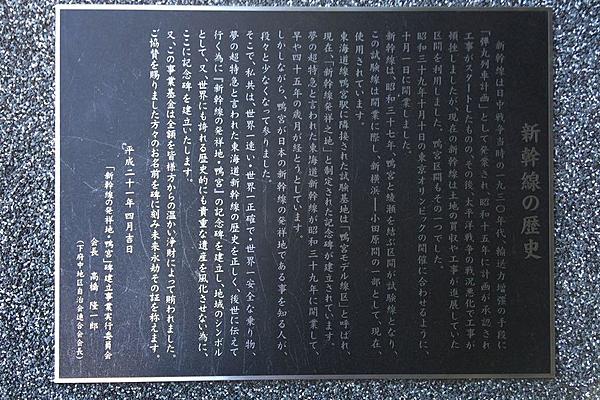 新幹線の歴史
新幹線は日中戦争当時の一九三〇年代、輸送力増強の手段に
「弾丸列車計画」として発案され、昭和十五年に計画が承認され
工事がスタートしたものの、その後、太平洋戦争の戦況悪化で工事が
頓挫しましたが、現在の新幹線は土地の買収や工事が進展していた
区間を利用しました。鴨宮区間もその一つでした。
昭和三十九年十月十日の東京オリンピックの開催に合わせるように、
十月一日に開業しました。
新幹線は、昭和三十七年、鴨宮と綾瀬を結ぶ区間が試験線となり、
この試験線は開業に際し、新横浜―小田原間の一部として、現在、
使用されています。
東海道線鴨宮駅に隣接された試験基地は「鴨宮モデル線区」と呼ばれ、
現在、「新幹線発祥之地」と制定された記念碑が建立されています。
夢の超特急と言われた東海道新幹線が昭和三十九年に開業して、
早や四十五年の歳月が経とうとしています。
しかしながら、鴨宮が日本の新幹線の発祥地である事を知る人が、
段々と少なくなって参りました。
そこで、私共は、世界一速い・世界一正確で・世界一安全な乗り物、
夢の超特急と言われた東海道新幹線の歴史を正しく、後世に伝えて
行く為に「新幹線の発祥地・鴨宮」の記念碑を建立し、地域のシンボル
として、又、世界にも誇れる歴史的にも貴重な遺産を風化させない為に、
ここに記念碑を建立いたします。
又、この事業基金は全額を皆様方からの温かい浄財によって賄われました。
ご協賛を賜りました方々のお名前を碑に刻み未来永劫その証を称えます。
平成二十一年四月吉日
「新幹線の発祥地・鴨宮」碑建立事業実行委員会
会長 高橋 隆一郎
(下府中地区自治会連合会会長)